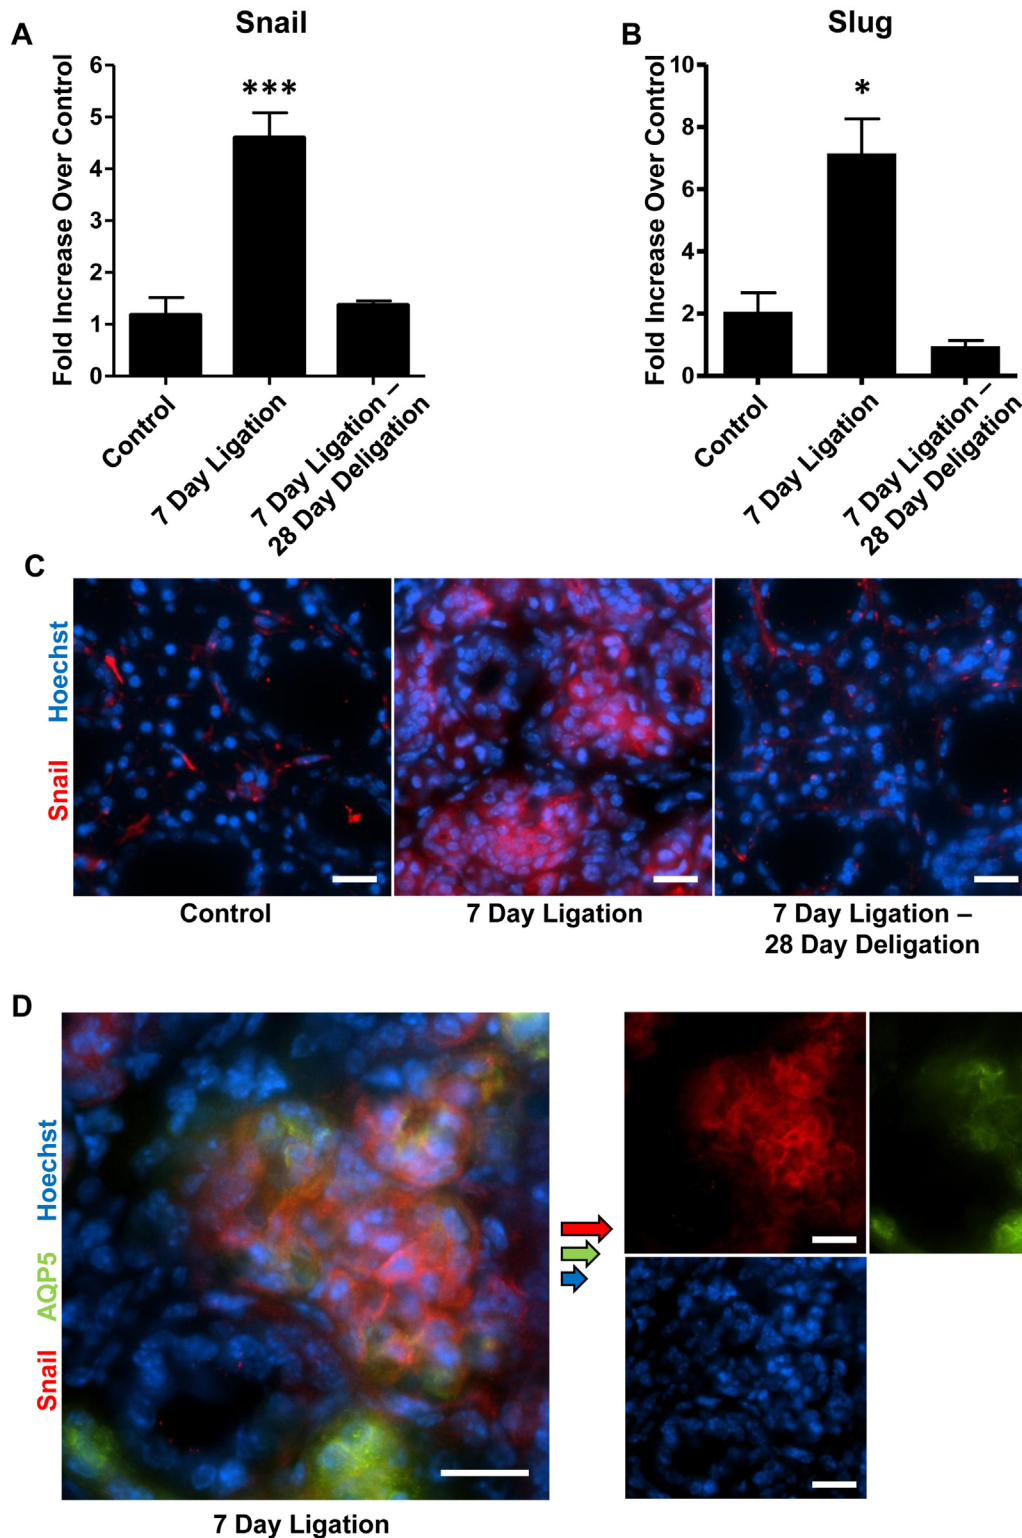 A
Snail
Fold Increase Over Control
6
5
4
3
2
1
0
***
Control
7 Day Ligation
7 Day Ligation –
28 Day Deligation
B
Slug
Fold Increase Over Control
10
8
6
4
2
0
*
Control
7 Day Ligation
7 Day Ligation –
28 Day Deligation
C
Snail Hoechst
Control
7 Day Ligation
7 Day Ligation –
28 Day Deligation
D
Snail AQP5 Hoechst
7 Day Ligation